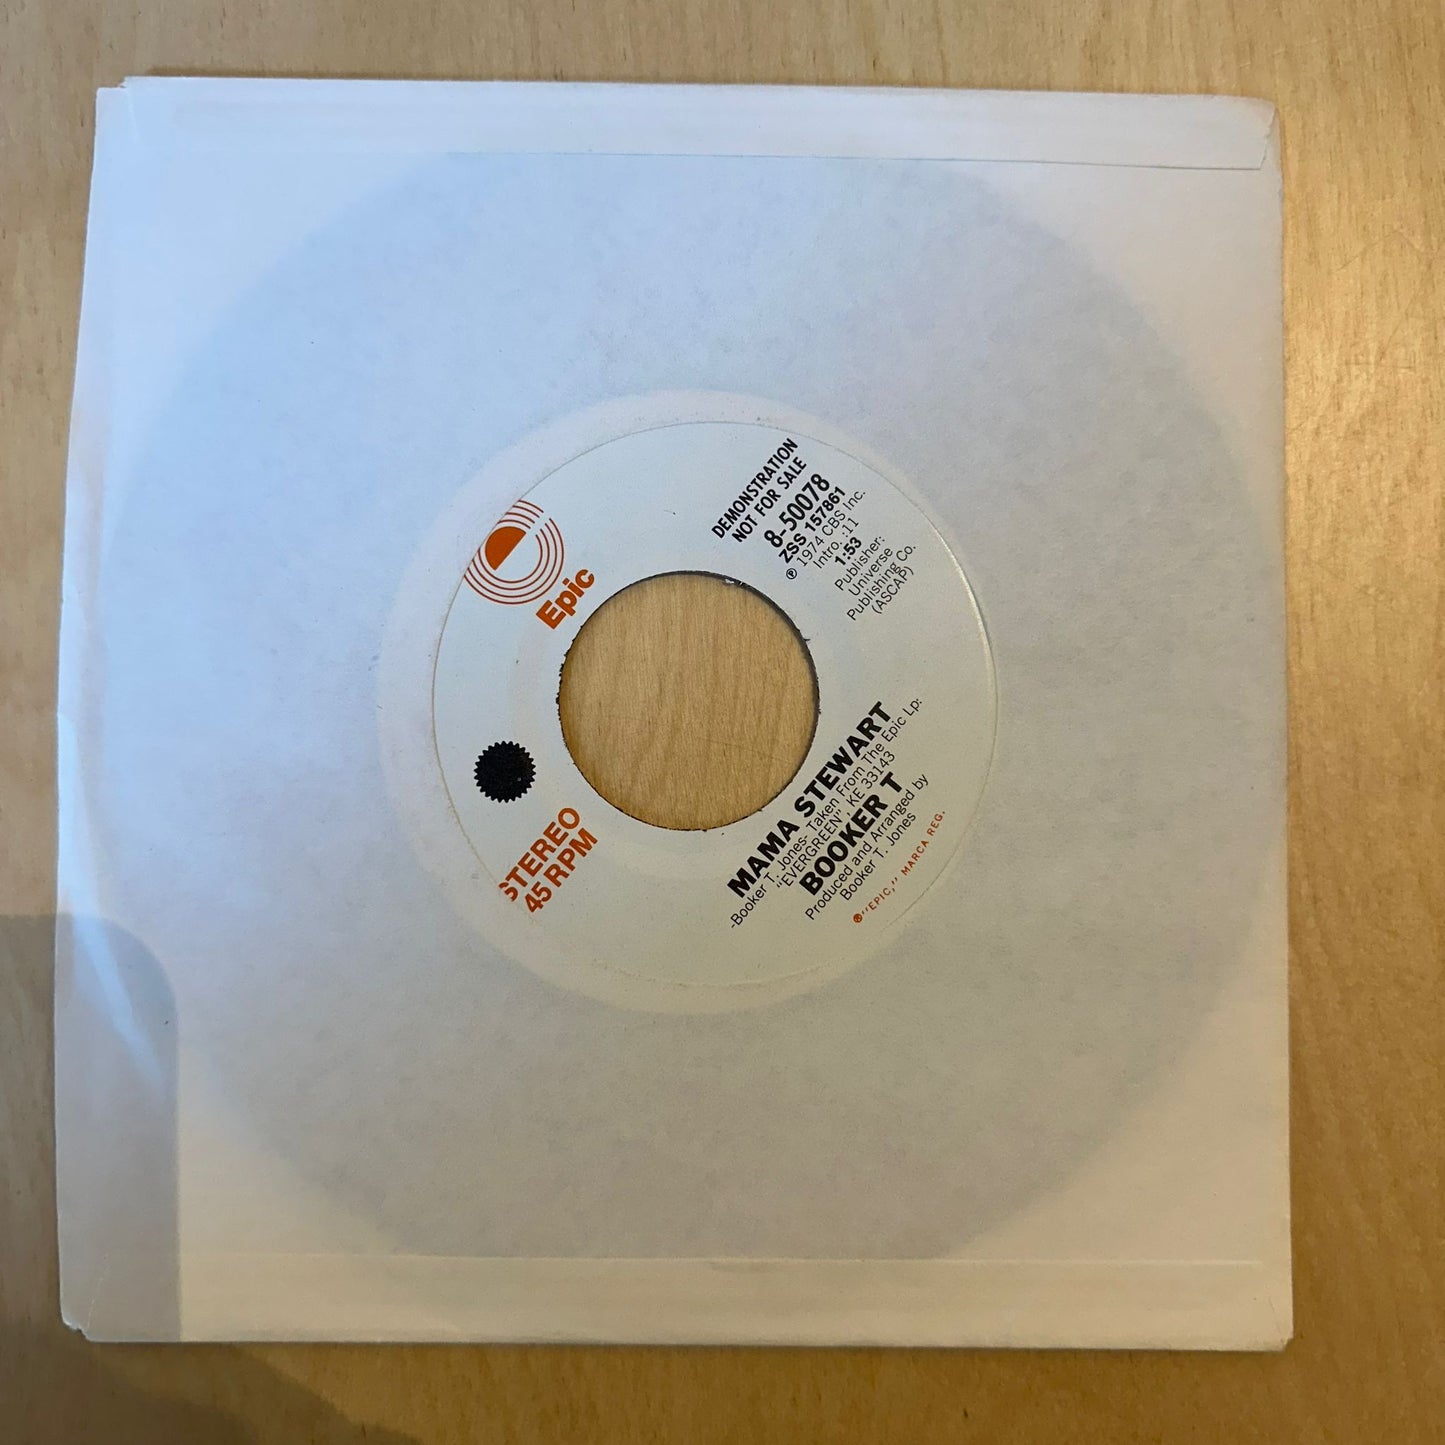 Epic
DEMONSTRATION
NOT FOR SALE
8-50078
ZSS 157861
℗ 1974 CBS Inc.
Intro. :11
1:53
Publisher:
Universe
Publishing Co.
(ASCAP)
STEREO
45 RPM
MAMA STEWART
-Booker T. Jones- Taken From The Epic Lp:
"EVERGREEN" KE 33143
BOOKER T
Produced and Arranged by
Booker T. Jones
® "EPIC," MARCA REG.